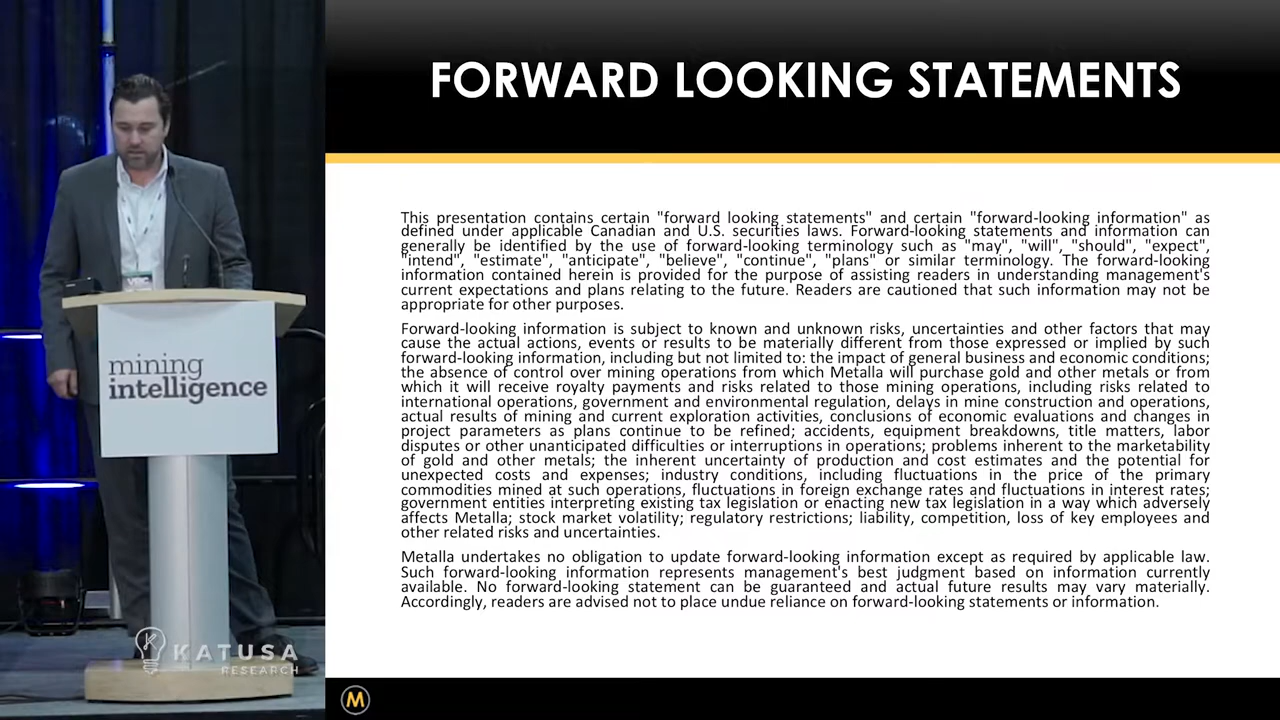 FORWARD LOOKING STATEMENTS
This presentation contains certain "forward looking statements" and certain "forward-looking information" as
defined under applicable Canadian and U.S. securities laws. Forward-looking statements and information can
generally be identified by the use of forward-looking terminology such as "may", "will", "should", "expect",
"intend", "estimate", "anticipate", "believe", "continue", "plans" or similar terminology. The forward-looking
information contained herein is provided for the purpose of assisting readers in understanding management's
current expectations and plans relating to the future. Readers are cautioned that such information may not be
appropriate for other purposes.
Forward-looking information is subject to known and unknown risks, uncertainties and other factors that may
cause the actual actions, events or results to be materially different from those expressed or implied by such
forward-looking information, including but not limited to: the impact of general business and economic conditions;
the absence of control over mining operations from which Metalla will purchase gold and other metals or from
which it will receive royalty payments and risks related to those mining operations, including risks related to
international operations, government and environmental regulation, delays in mine construction and operations,
actual results of mining and current exploration activities, conclusions of economic evaluations and changes in
project parameters as plans continue to be refined; accidents, equipment breakdowns, title matters, labor
disputes or other unanticipated difficulties or interruptions in operations; problems inherent to the marketability
of gold and other metals; the inherent uncertainty of production and cost estimates and the potential for
unexpected costs and expenses; industry conditions, including fluctuations in the price of the primary
commodities mined at such operations, fluctuations in foreign exchange rates and fluctuations in interest rates;
government entities interpreting existing tax legislation or enacting new tax legislation in a way which adversely
affects Metalla; stock market volatility; regulatory restrictions; liability, competition, loss of key employees and
other related risks and uncertainties.
Metalla undertakes no obligation to update forward-looking information except as required by applicable law.
Such forward-looking information represents management's best judgment based on information currently
available. No forward-looking statement can be guaranteed and actual future results may vary materially.
Accordingly, readers are advised not to place undue reliance on forward-looking statements or information.
mining
intelligence
KATUSA
RESEARCH
M